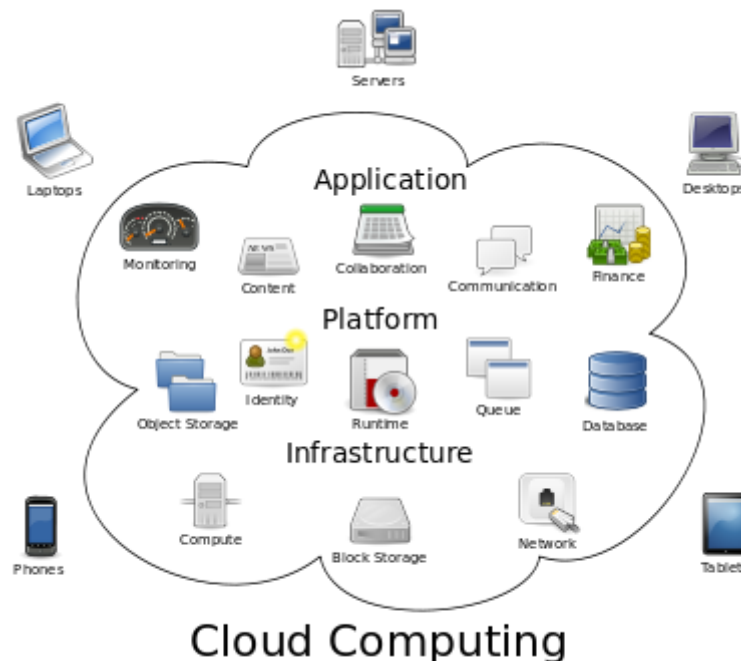 Servers
Laptops
Desktops
Application
Monitoring
Content
Collaboration
Communication
Finance
Platform
Object Storage
Identity
Runtime
Queue
Database
Infrastructure
Compute
Block Storage
Network
Phones
Tablet
Cloud Computing